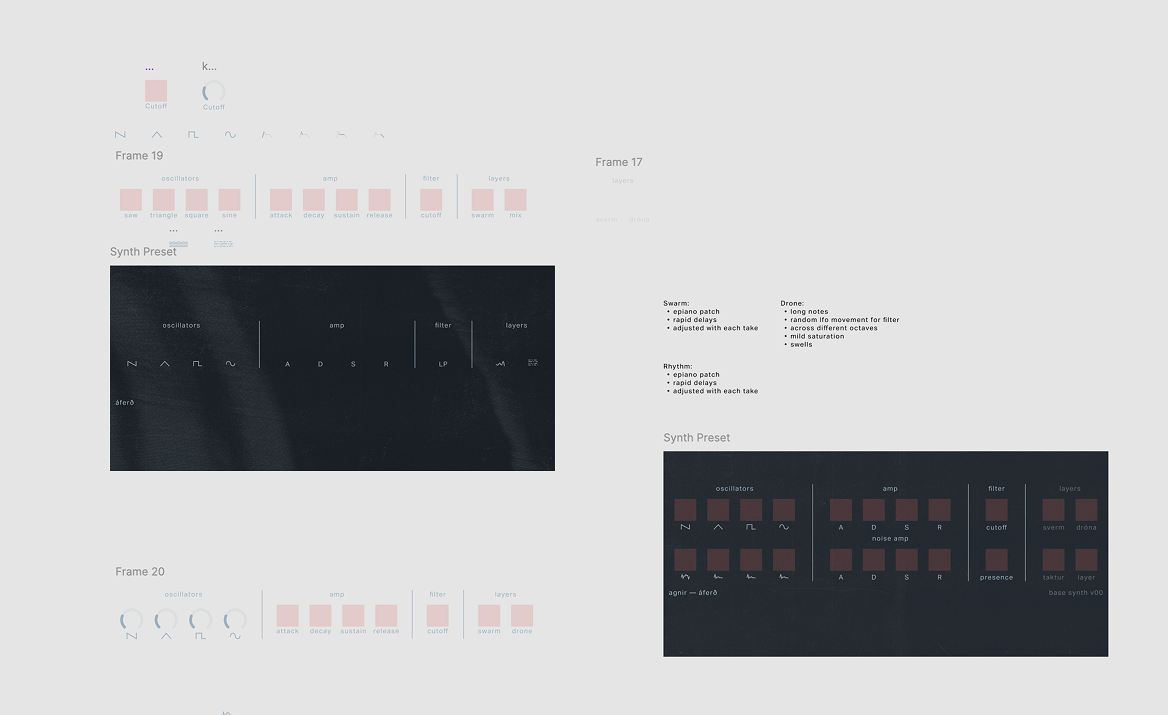 ... k...
Cutoff Cutoff
Frame 19
oscillators amp filter layers
saw triangle square sine attack decay sustain release cutoff swarm mix
... ...
Synth Preset
oscillators amp filter layers
A D S R LP
áferð
Frame 20
oscillators amp filter layers
attack decay sustain release cutoff swarm drone
Frame 17
layers
swarm drone
Swarm:
• epiano patch
• rapid delays
• adjusted with each take
Drone:
• long notes
• random lfo movement for filter
• across different octaves
• mild saturation
• swells
Rhythm:
• epiano patch
• rapid delays
• adjusted with each take
Synth Preset
oscillators amp filter layers
A D S R cutoff sverm dróna
noise amp
A D S R presence taktur layer
agnir — áferð base synth v00